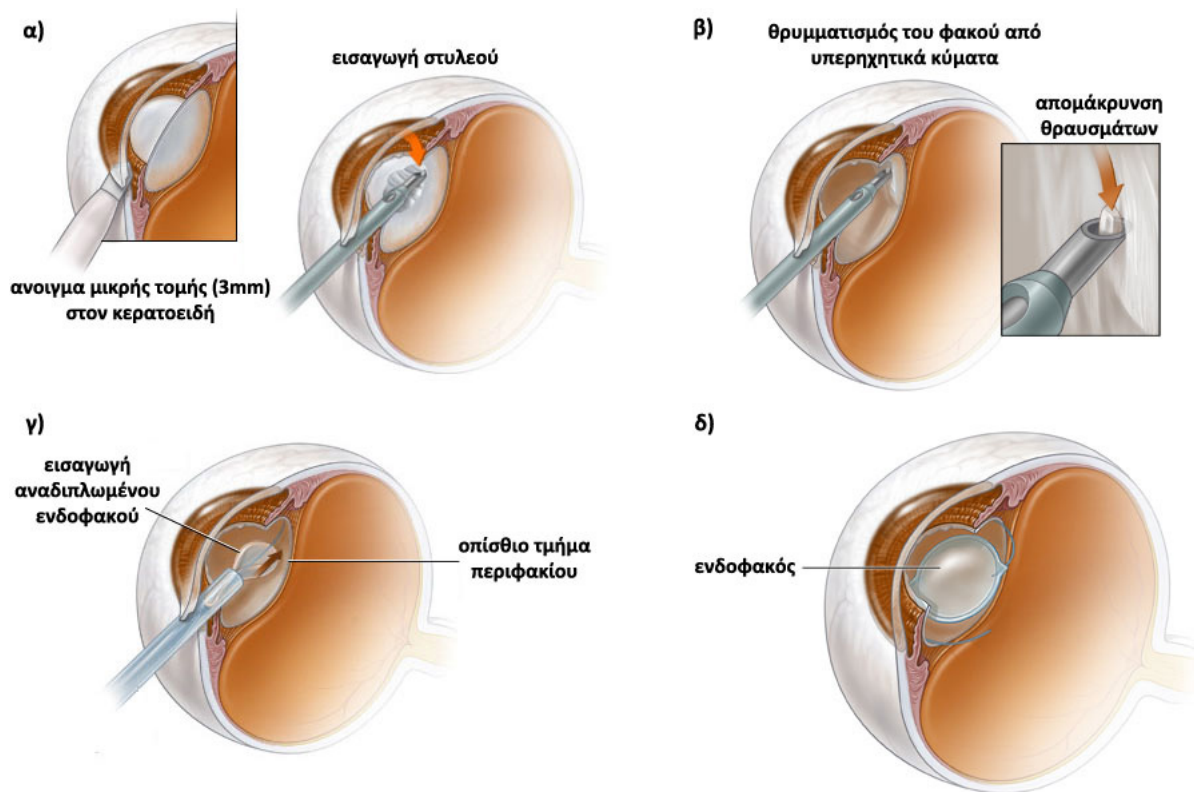 α)
εισαγωγή στυλεού
ανοιγμα μικρής τομής (3mm)
στον κερατοειδή
β)
θρυμματισμός του φακού από
υπερηχητικά κύματα
απομάκρυνση
θραυσμάτων
γ)
εισαγωγή
αναδιπλωμένου
ενδοφακού
οπίσθιο τμήμα
περιφακίου
δ)
ενδοφακός